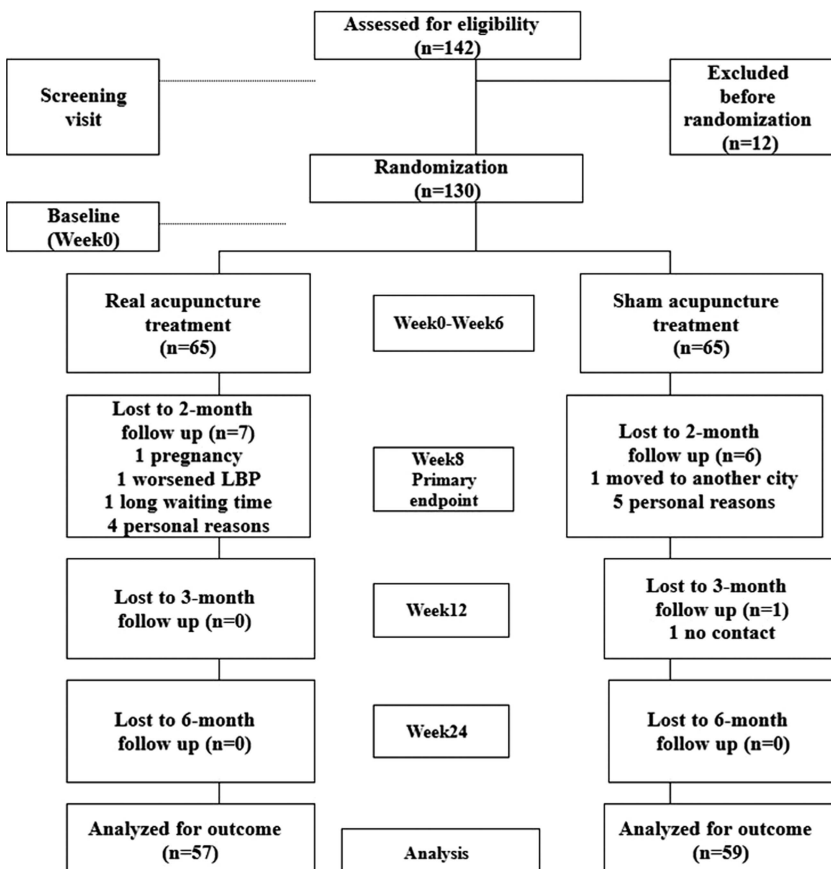 Assessed for eligibility
(n=142)
Screening
visit
Excluded
before
randomization
(n=12)
Randomization
(n=130)
Baseline
(Week0)
Real acupuncture
treatment
(n=65)
Week0-Week6
Sham acupuncture
treatment
(n=65)
Lost to 2-month
follow up (n=7)
1 pregnancy
1 worsened LBP
1 long waiting time
4 personal reasons
Week8
Primary
endpoint
Lost to 2-month
follow up (n=6)
1 moved to another city
5 personal reasons
Lost to 3-month
follow up (n=0)
Week12
Lost to 3-month
follow up (n=1)
1 no contact
Lost to 6-month
follow up (n=0)
Week24
Lost to 6-month
follow up (n=0)
Analyzed for outcome
(n=57)
Analysis
Analyzed for outcome
(n=59)